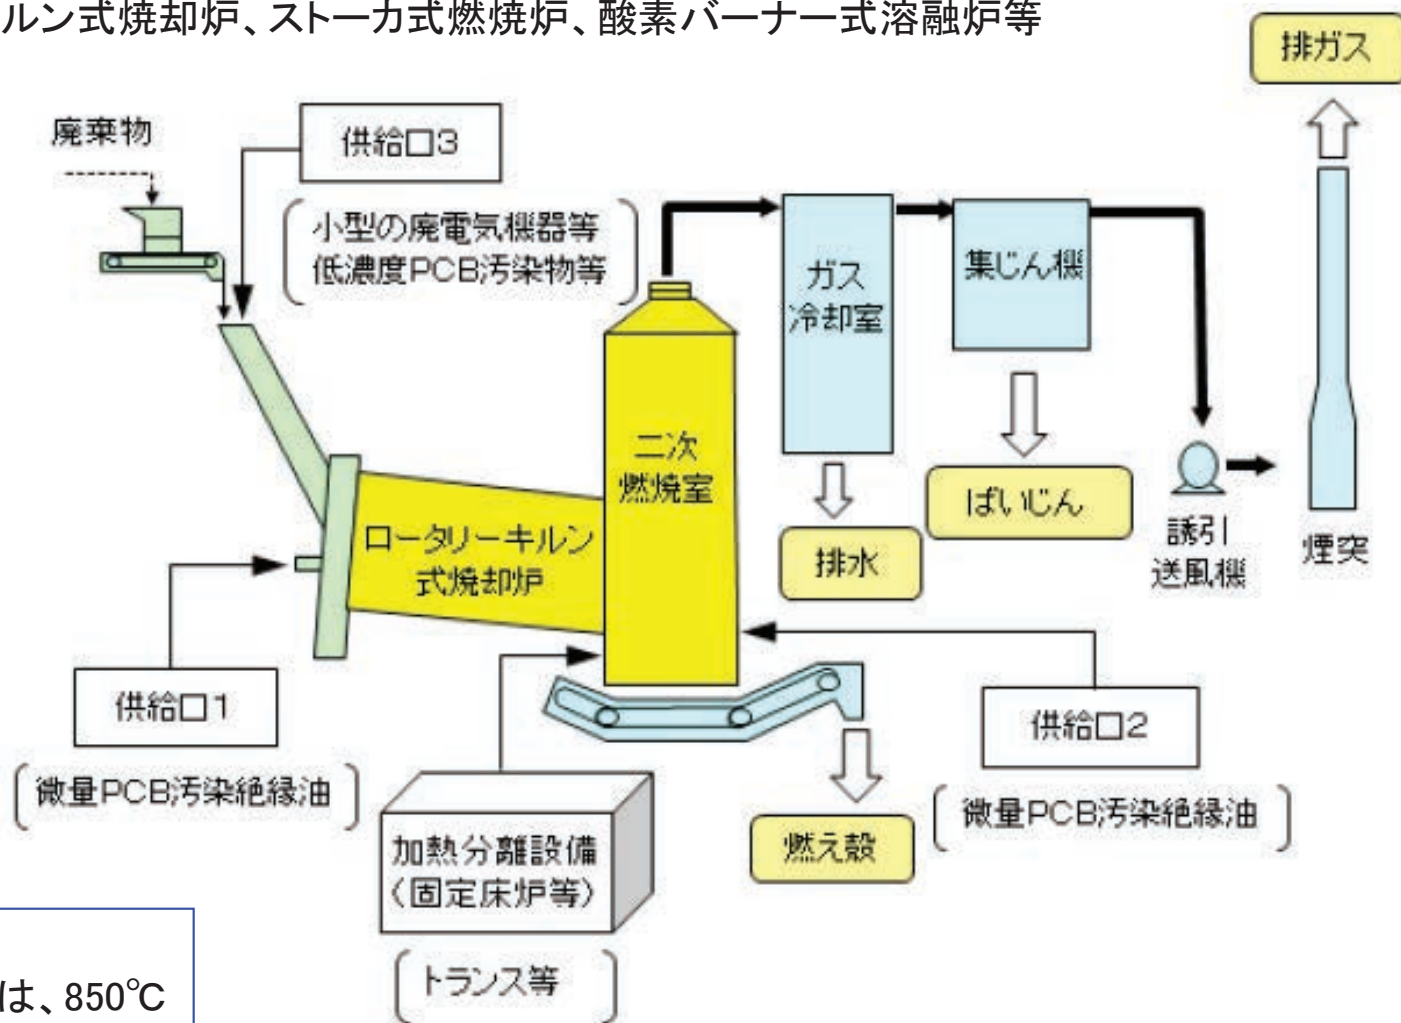 ルン式焼却炉、ストーカ式燃焼炉、酸素バーナー式溶融炉等
排ガス
廃棄物
供給口3
小型の廃電気機器等
低濃度PCB汚染物等
ガス
冷却室
集じん機
二次
燃焼室
ロータリーキルン
式焼却炉
ばいじん
排水
誘引
送風機
煙突
供給口1
微量PCB汚染絶縁油
供給口2
微量PCB汚染絶縁油
加熱分離設備
(固定床炉等)
トランス等
燃え殻
は、850℃